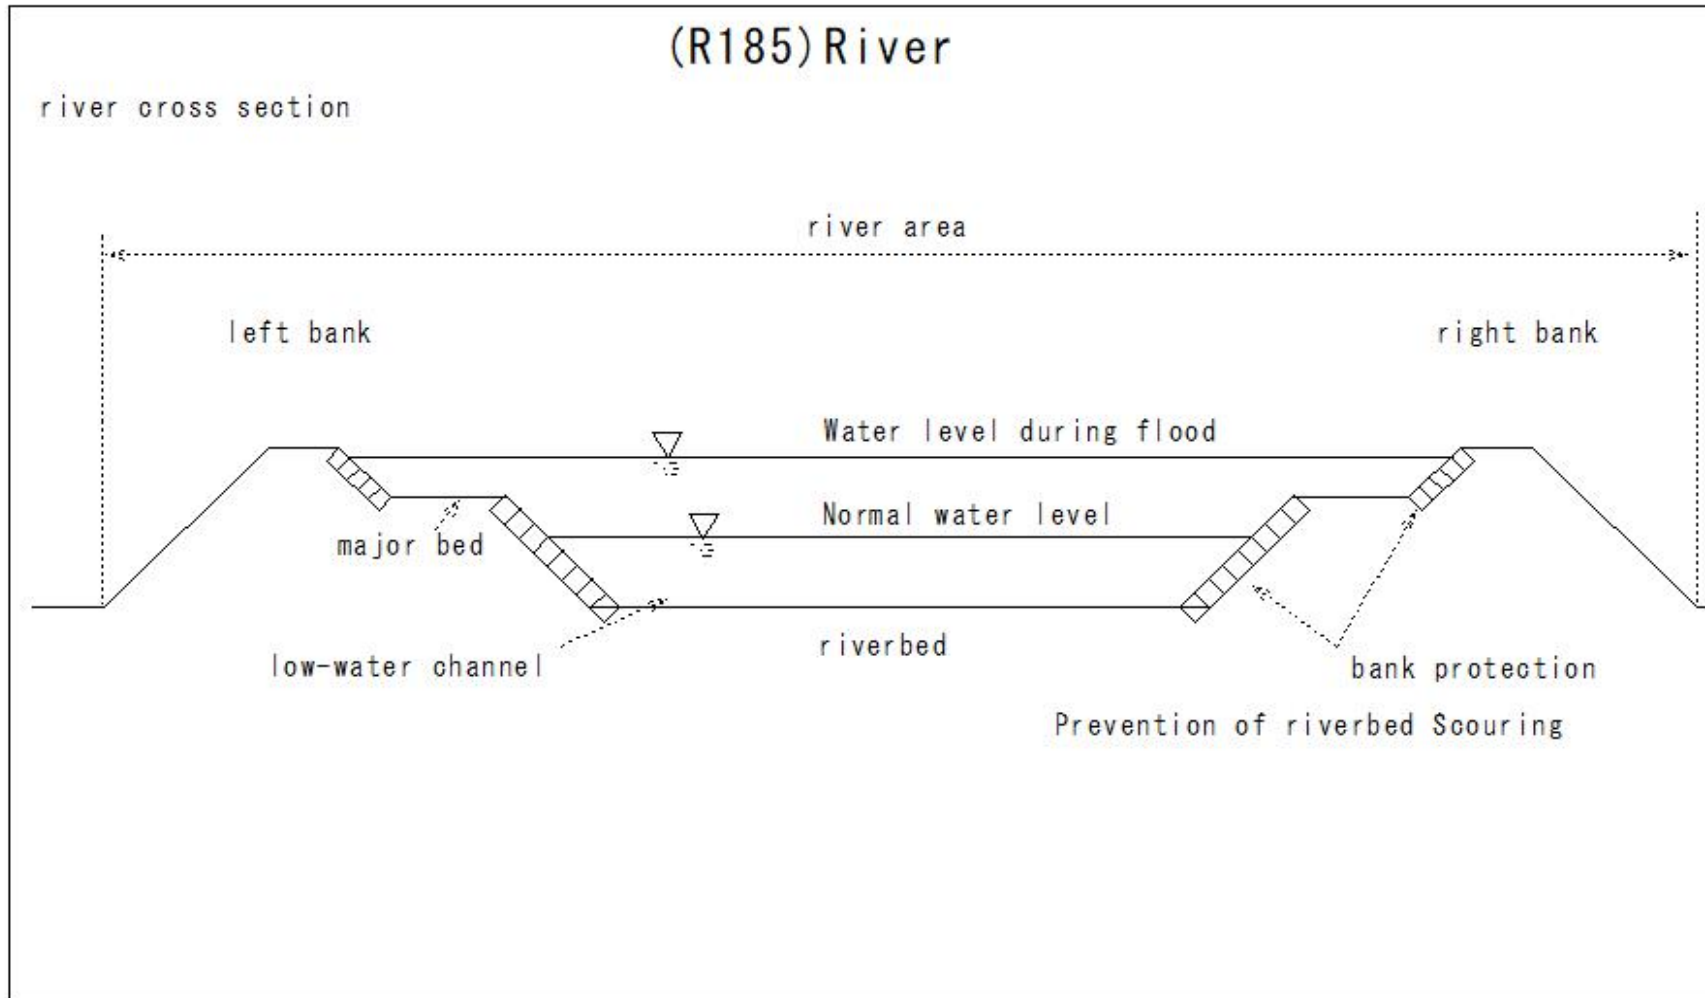 (R185)River
river cross section
river area
left bank
right bank
Water level during flood
Normal water level
major bed
riverbed
low-water channel
bank protection
Prevention of riverbed Scouring